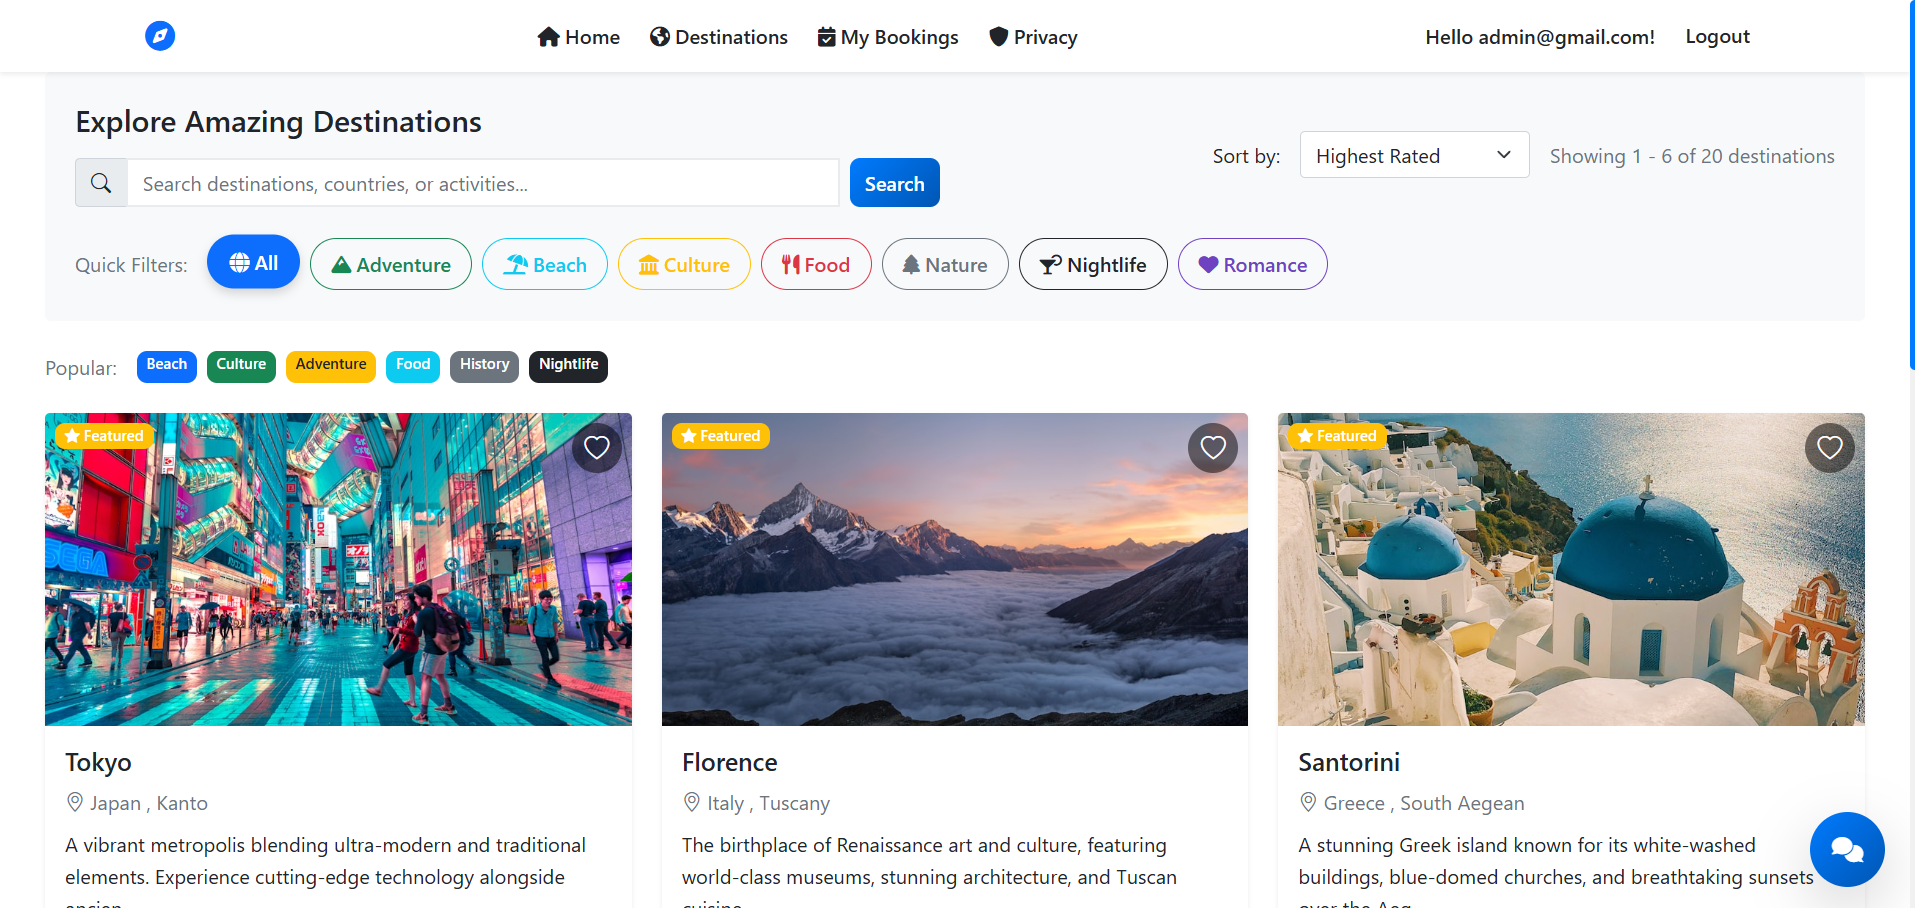 Home
Destinations
My Bookings
Privacy
Hello admin@gmail.com!
Logout
Explore Amazing Destinations
Search destinations, countries, or activities...
Search
Sort by:
Highest Rated
Showing 1 - 6 of 20 destinations
Quick Filters:
All
Adventure
Beach
Culture
Food
Nature
Nightlife
Romance
Popular:
Beach
Culture
Adventure
Food
History
Nightlife
Featured
Featured
Featured
SEGA
Tokyo
Japan , Kanto
A vibrant metropolis blending ultra-modern and traditional
elements. Experience cutting-edge technology alongside
Florence
Italy , Tuscany
The birthplace of Renaissance art and culture, featuring
world-class museums, stunning architecture, and Tuscan
Santorini
Greece , South Aegean
A stunning Greek island known for its white-washed
buildings, blue-domed churches, and breathtaking sunsets